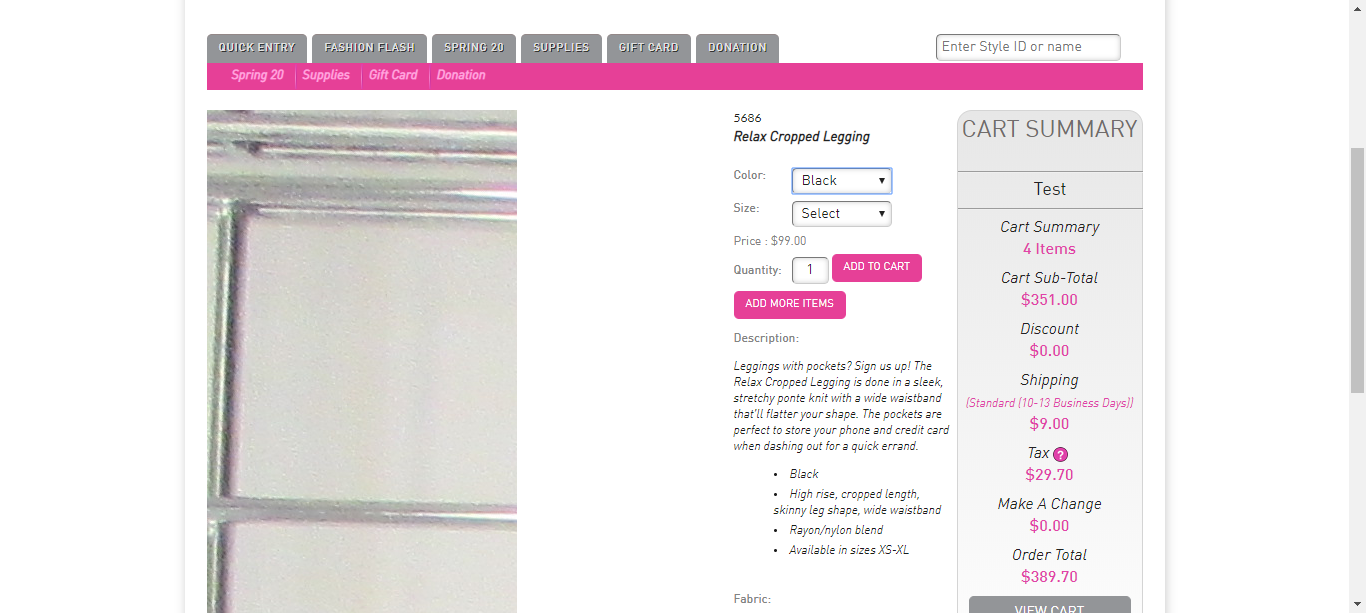 QUICK ENTRY
FASHION FLASH
SPRING 20
SUPPLIES
GIFT CARD
DONATION
Enter Style ID or name
Spring 20
Supplies
Gift Card
Donation
5686
Relax Cropped Legging
Color:
Black
Size:
Select
Price : $99.00
Quantity:
1
ADD TO CART
ADD MORE ITEMS
Description:
Leggings with pockets? Sign us up! The
Relax Cropped Legging is done in a sleek,
stretchy ponte knit with a wide waistband
that'll flatter your shape. The pockets are
perfect to store your phone and credit card
when dashing out for a quick errand.
• Black
• High rise, cropped length,
skinny leg shape, wide waistband
• Rayon/nylon blend
• Available in sizes XS-XL
Fabric:
CART SUMMARY
Test
Cart Summary
4 Items
Cart Sub-Total
$351.00
Discount
$0.00
Shipping
(Standard (10-13 Business Days))
$9.00
Tax ?
$29.70
Make A Change
$0.00
Order Total
$389.70
VIEW CART